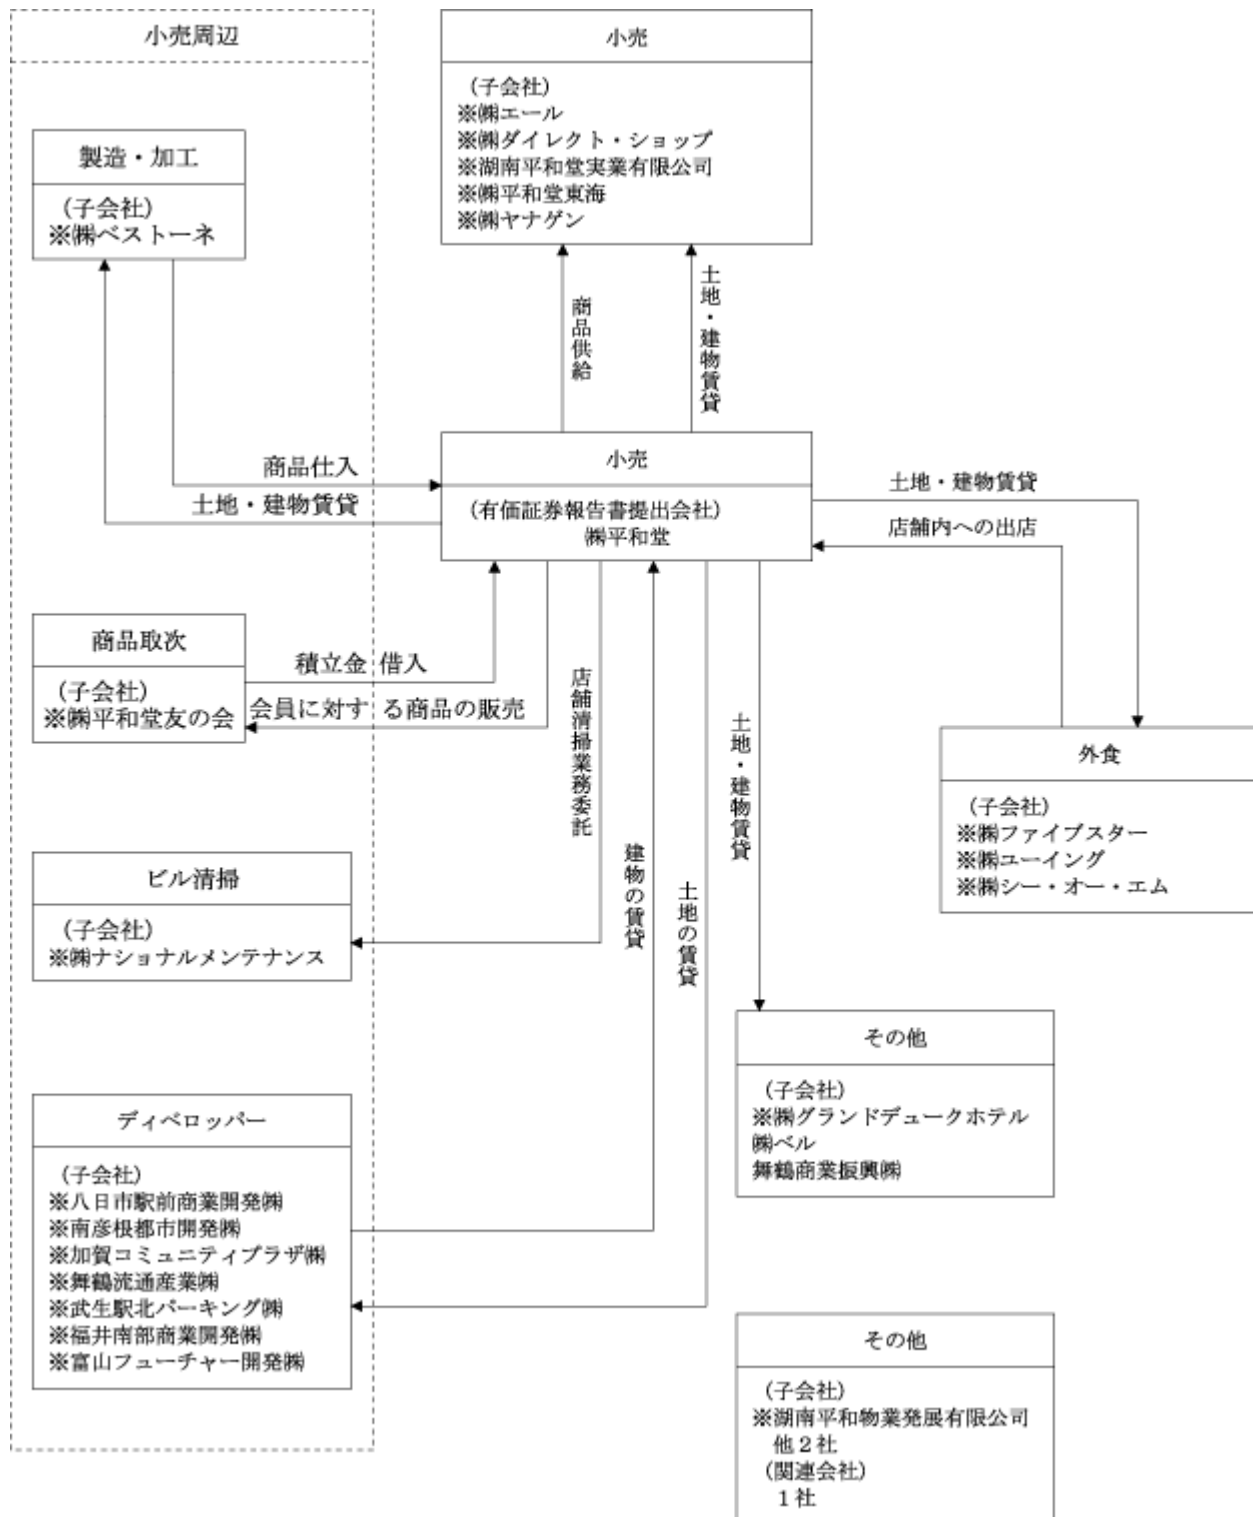 小売周辺
小売
(子会社)
※㈱エール
※㈱ダイレクト・ショップ
※湖南平和堂実業有限公司
※㈱平和堂東海
※㈱ヤナゲン
製造・加工
(子会社)
※㈱ベストーネ
商品供給
土地・建物賃貸
商品仕入
土地・建物賃貸
小売
(有価証券報告書提出会社)
㈱平和堂
土地・建物賃貸
店舗内への出店
商品取次
(子会社)
※㈱平和堂友の会
積立金 借入
会員に対す る商品の販売
店舗清掃業務委託
建物の賃貸
土地の賃貸
土地・建物賃貸
外食
(子会社)
※㈱ファイブスター
※㈱ユーイング
※㈱シー・オー・エム
ビル清掃
(子会社)
※㈱ナショナルメンテナンス
その他
(子会社)
※㈱グランドデュークホテル
㈱ベル
舞鶴商業振興㈱
ディベロッパー
(子会社)
※八日市駅前商業開発㈱
※南彦根都市開発㈱
※加賀コミュニティプラザ㈱
※舞鶴流通産業㈱
※武生駅北パーキング㈱
※福井南部商業開発㈱
※富山フューチャー開発㈱
その他
(子会社)
※湖南平和物業発展有限公司
他2社
(関連会社)
1社